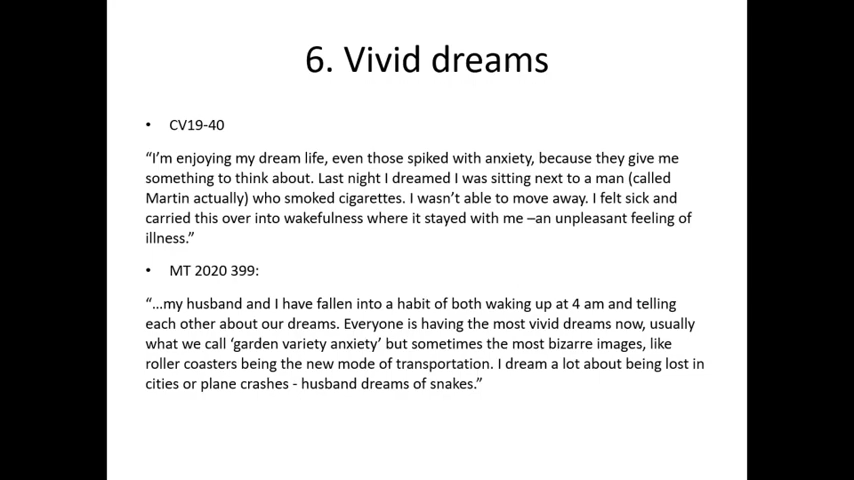 6. Vivid dreams
• CV19-40
“I’m enjoying my dream life, even those spiked with anxiety, because they give me
something to think about. Last night I dreamed I was sitting next to a man (called
Martin actually) who smoked cigarettes. I wasn’t able to move away. I felt sick and
carried this over into wakefulness where it stayed with me –an unpleasant feeling of
illness.”
• MT 2020 399:
“…my husband and I have fallen into a habit of both waking up at 4 am and telling
each other about our dreams. Everyone is having the most vivid dreams now, usually
what we call ‘garden variety anxiety’ but sometimes the most bizarre images, like
roller coasters being the new mode of transportation. I dream a lot about being lost in
cities or plane crashes - husband dreams of snakes.”